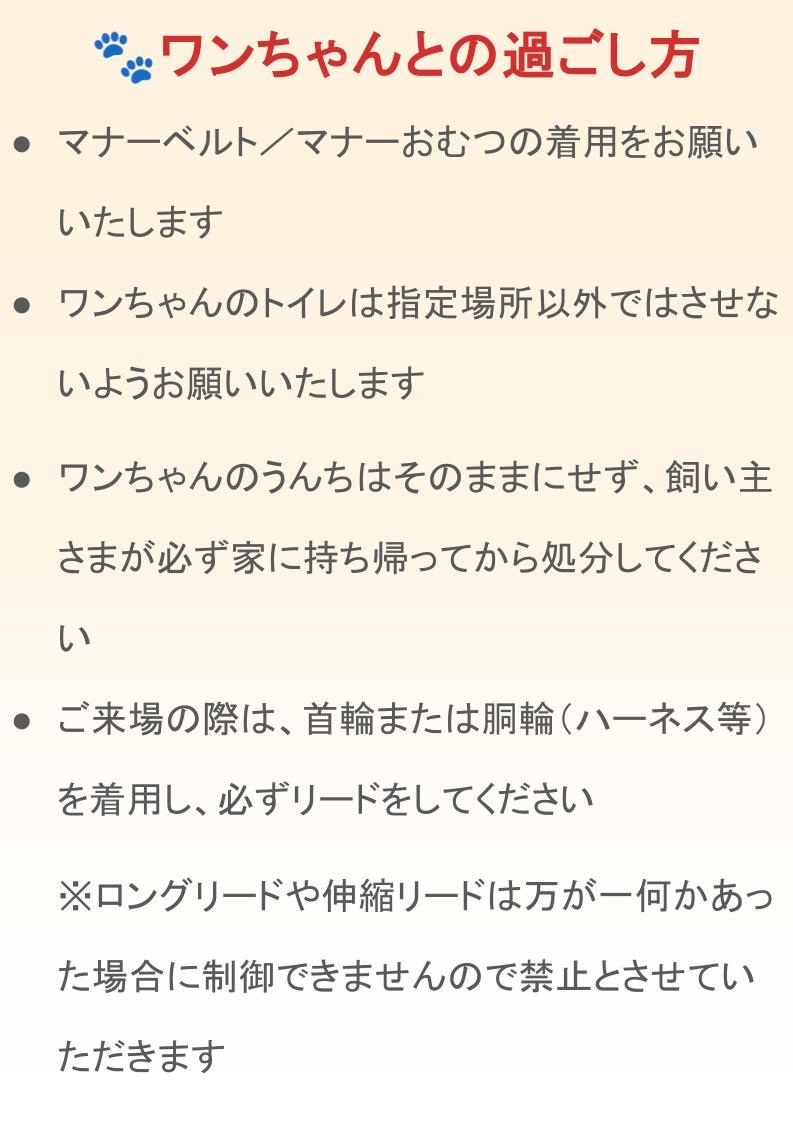 🐾ワンちゃんとの過ごし方
● マナーベルト／マナーおむつの着用をお願い
いたします
● ワンちゃんのトイレは指定場所以外ではさせな
いようお願いいたします
● ワンちゃんのうんちはそのままにせず、飼い主
さまが必ず家に持ち帰ってから処分してくださ
い
● ご来場の際は、首輪または胴輪（ハーネス等）
を着用し、必ずリードをしてください
※ロングリードや伸縮リードは万が一何かあっ
た場合に制御できませんので禁止とさせてい
ただきます